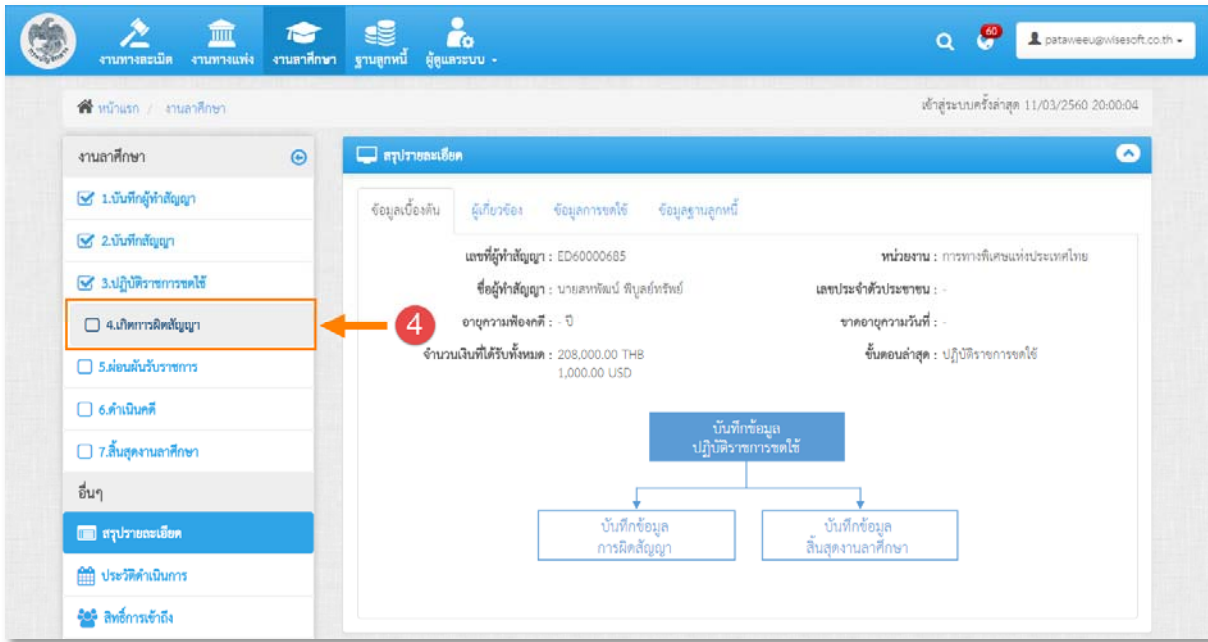 งานทางละเมิด งานทางแพ่ง งานลาศึกษา ฐานลูกหนี้ ผู้ดูแลระบบ
60
pataweeu@wisesoft.co.th
หน้าแรก / งานลาศึกษา
เข้าสู่ระบบครั้งล่าสุด 11/03/2560 20:00:04
งานลาศึกษา
1.บันทึกผู้ทำสัญญา
2.บันทึกสัญญา
3.ปฏิบัติราชการชดใช้
4.เกิดการผิดสัญญา
4
5.ผ่อนผันรับราชการ
6.ดำเนินคดี
7.สิ้นสุดงานลาศึกษา
อื่นๆ
สรุปรายละเอียด
ประวัติดำเนินการ
สิทธิ์การเข้าถึง
สรุปรายละเอียด
ข้อมูลเบื้องต้น ผู้เกี่ยวข้อง ข้อมูลการชดใช้ ข้อมูลฐานลูกหนี้
เลขที่ผู้ทำสัญญา : ED60000685 หน่วยงาน : การทางพิเศษแห่งประเทศไทย
ชื่อผู้ทำสัญญา : นายสหพัฒน์ พิบูลย์ทรัพย์ เลขประจำตัวประชาชน : -
อายุความฟ้องคดี : - ปี ขาดอายุความวันที่ : -
จำนวนเงินที่ได้รับทั้งหมด : 208,000.00 THB ขั้นตอนล่าสุด : ปฏิบัติราชการชดใช้
1,000.00 USD
บันทึกข้อมูล
ปฏิบัติราชการชดใช้
บันทึกข้อมูล
การผิดสัญญา
บันทึกข้อมูล
สิ้นสุดงานลาศึกษา